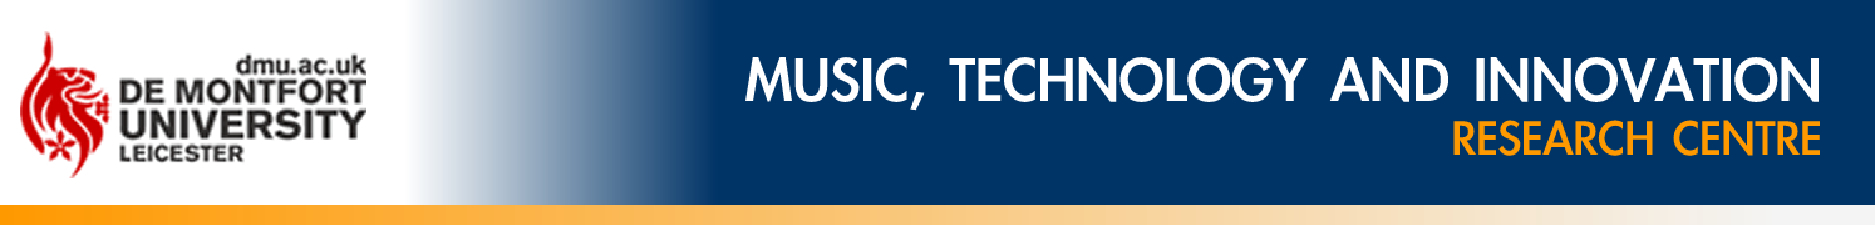 dmu.ac.uk
DE MONTFORT
UNIVERSITY
LEICESTER
MUSIC, TECHNOLOGY AND INNOVATION
RESEARCH CENTRE